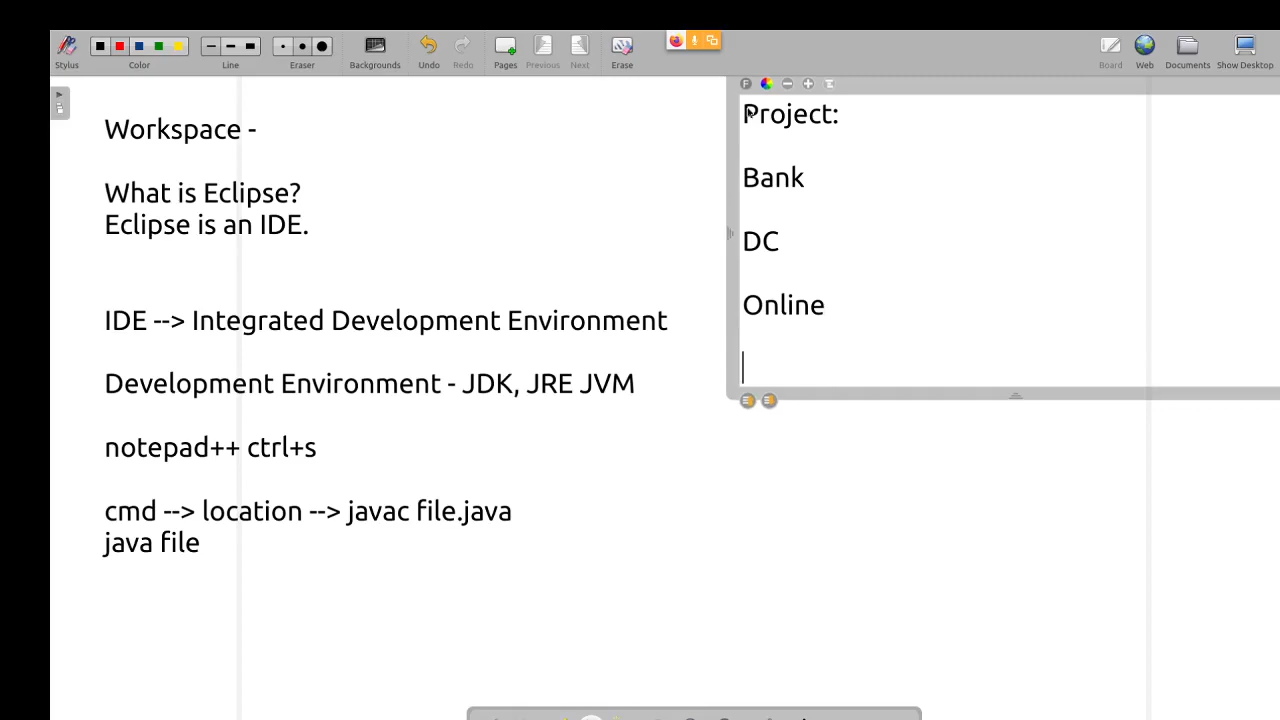 Stylus
Color
Line
Eraser
Backgrounds
Undo
Redo
Pages
Previous
Next
Erase
Board
Web
Documents
Show Desktop
Workspace -
What is Eclipse?
Eclipse is an IDE.
IDE --> Integrated Development Environment
Development Environment - JDK, JRE JVM
notepad++ ctrl+s
cmd --> location --> javac file.java
java file
F
Project:
Bank
DC
Online